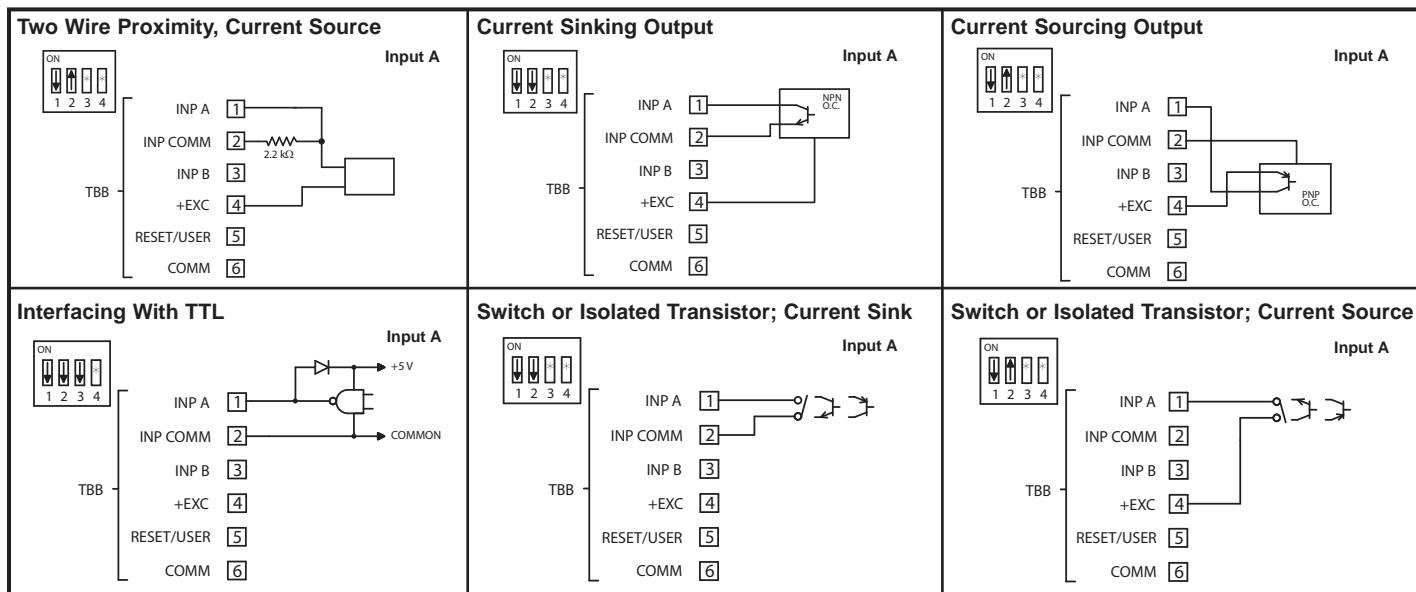 Two Wire Proximity, Current Source
Input A
ON
* *
1 2 3 4
INP A 1
INP COMM 2
2.2 kΩ
INP B 3
TBB
+EXC 4
RESET/USER 5
COMM 6
Current Sinking Output
Input A
ON
* *
1 2 3 4
NPN
O.C.
INP A 1
INP COMM 2
INP B 3
TBB
+EXC 4
RESET/USER 5
COMM 6
Current Sourcing Output
Input A
ON
* *
1 2 3 4
INP A 1
INP COMM 2
INP B 3
TBB
PNP
O.C.
+EXC 4
RESET/USER 5
COMM 6
Interfacing With TTL
Input A
ON
*
1 2 3 4
+5 V
INP A 1
INP COMM 2
COMMON
INP B 3
TBB
+EXC 4
RESET/USER 5
COMM 6
Switch or Isolated Transistor; Current Sink
Input A
ON
* *
1 2 3 4
INP A 1
INP COMM 2
INP B 3
TBB
+EXC 4
RESET/USER 5
COMM 6
Switch or Isolated Transistor; Current Source
Input A
ON
* *
1 2 3 4
INP A 1
INP COMM 2
INP B 3
TBB
+EXC 4
RESET/USER 5
COMM 6